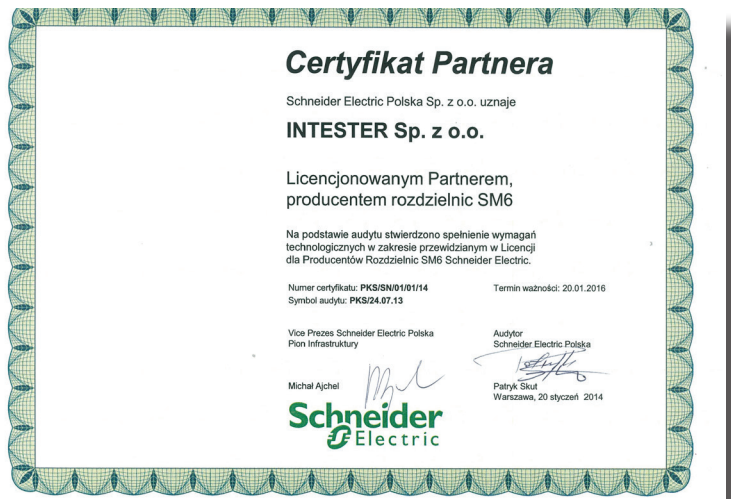 Certyfikat Partnera
Schneider Electric Polska Sp. z o.o. uznaje
INTESTER Sp. z o.o.
Licencjonowanym Partnerem,
producentem rozdzielnic SM6
Na podstawie audytu stwierdzono spełnienie wymagań
technologicznych w zakresie przewidzianym w Licencji
dla Producentów Rozdzielnic SM6 Schneider Electric.
Numer certyfikatu: PKS/SN/01/01/14
Termin ważności: 20.01.2016
Symbol audytu: PKS/24.07.13
Vice Prezes Schneider Electric Polska
Pion Infrastruktury
Audytor
Schneider Electric Polska
Michał Ajchel
Patryk Skut
Warszawa, 20 styczeń 2014
Schneider
Electric